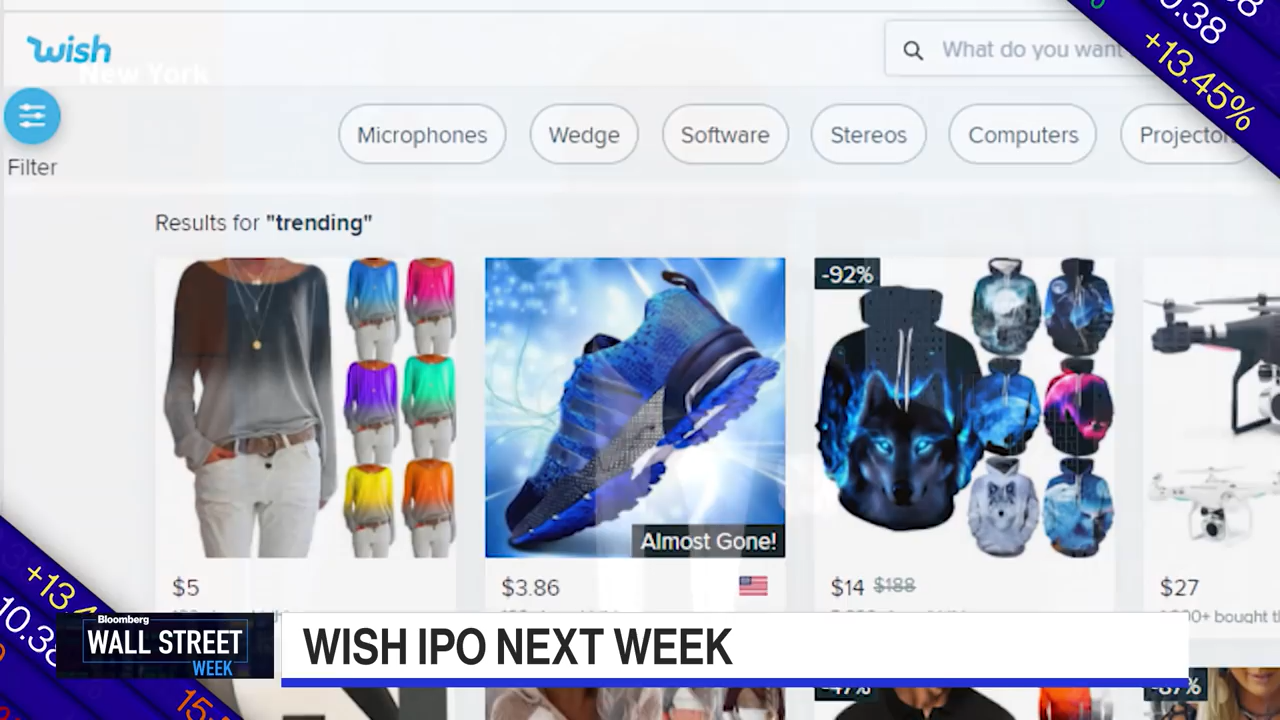 wish
New York
What do you want
Filter
Microphones
Wedge
Software
Stereos
Computers
Results for "trending"
-92%
Almost Gone!
$5
$3.86
$14 $188
$27
bought
+13.45%
Bloomberg
WALL STREET
WEEK
WISH IPO NEXT WEEK